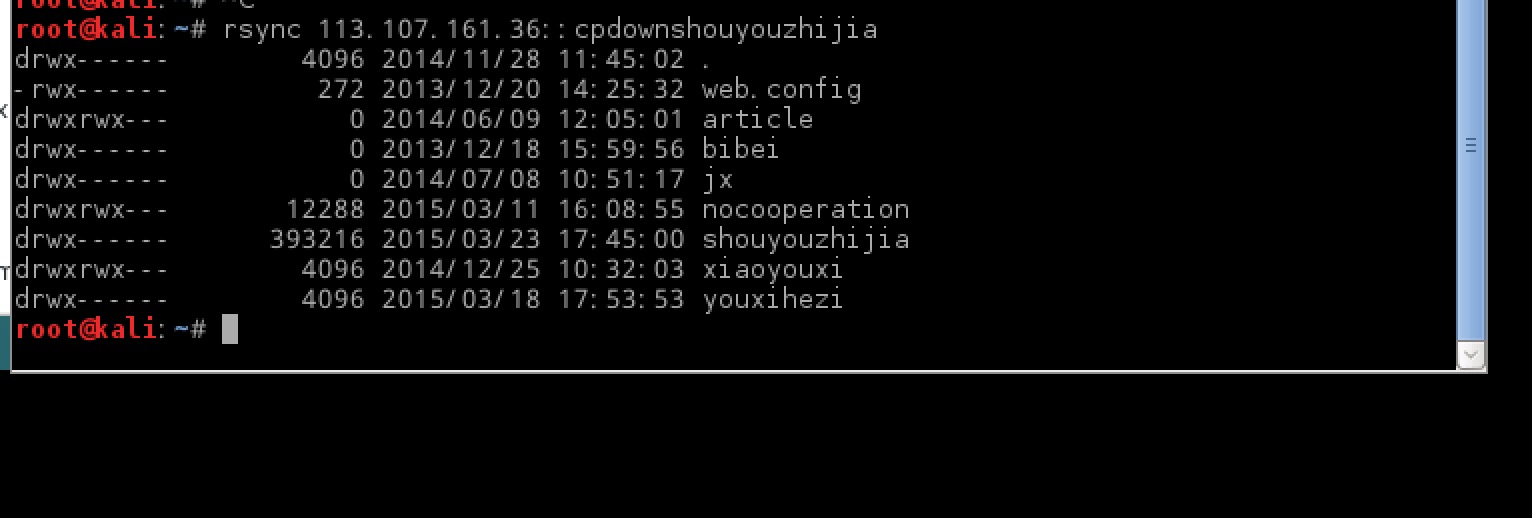 root@kali:~# rsync 113.107.161.36::cpdownshouyouzhijia
drwx------        4096 2014/11/28 11:45:02 .
-rwx------         272 2013/12/20 14:25:32 web.config
drwxrwx---           0 2014/06/09 12:05:01 article
drwx------           0 2013/12/18 15:59:56 bibei
drwx------           0 2014/07/08 10:51:17 jx
drwxrwx---       12288 2015/03/11 16:08:55 nocooperation
drwx------      393216 2015/03/23 17:45:00 shouyouzhijia
drwxrwx---        4096 2014/12/25 10:32:03 xiaoyouxi
drwx------        4096 2015/03/18 17:53:53 youxihezi
root@kali:~#